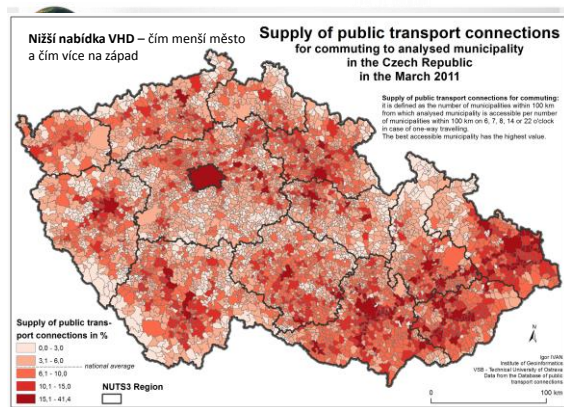 Nižší nabídka VHD – čím menší město
a čím více na západ
Supply of public transport connections
for commuting to analysed municipality
in the Czech Republic
in the March 2011
Supply of public transport connections for commuting:
it is defined as the number of municipalities within 100 km
from which analysed municipality is accessible per
number of municipalities within 100 km on 6, 7, 8, 14 or 22 o'clock
in case of one-way travelling.
The best accessible municipality has the highest value.
Supply of public trans-
port connections in %
0,0 - 3,0
3,1 - 6,0
national average
6,1 - 10,0
10,1 - 15,0
15,1 - 41,4
NUTS3 Region
N
Igor IVAN
Institute of Geoinformatics
VSB - Technical University of Ostrava
Data from the Database of public
transport connections
0 100 km